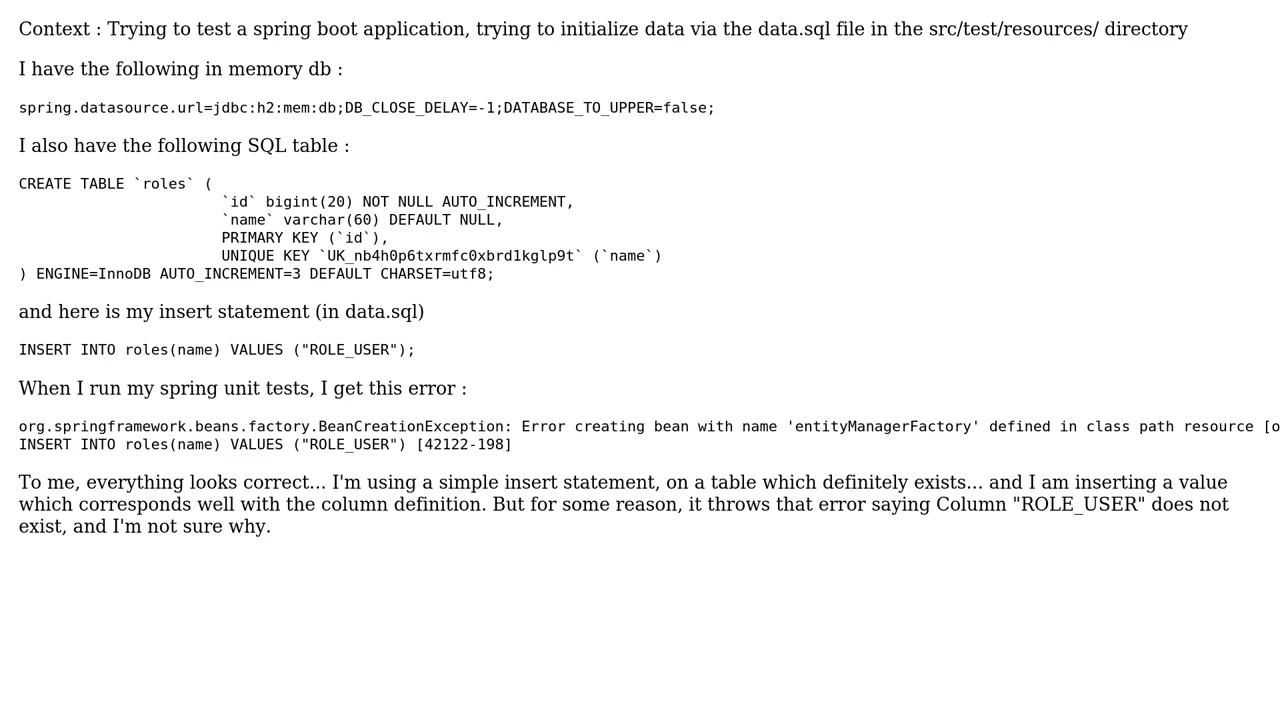 Context : Trying to test a spring boot application, trying to initialize data via the data.sql file in the src/test/resources/ directory
I have the following in memory db :
spring.datasource.url=jdbc:h2:mem:db;DB_CLOSE_DELAY=-1;DATABASE_TO_UPPER=false;
I also have the following SQL table :
CREATE TABLE `roles` (
`id` bigint(20) NOT NULL AUTO_INCREMENT,
`name` varchar(60) DEFAULT NULL,
PRIMARY KEY (`id`),
UNIQUE KEY `UK_nb4h0p6txrmfc0xbrd1kglp9t` (`name`)
) ENGINE=InnoDB AUTO_INCREMENT=3 DEFAULT CHARSET=utf8;
and here is my insert statement (in data.sql)
INSERT INTO roles(name) VALUES ("ROLE_USER");
When I run my spring unit tests, I get this error :
org.springframework.beans.factory.BeanCreationException: Error creating bean with name 'entityManagerFactory' defined in class path resource [o
INSERT INTO roles(name) VALUES ("ROLE_USER") [42122-198]
To me, everything looks correct... I'm using a simple insert statement, on a table which definitely exists... and I am inserting a value
which corresponds well with the column definition. But for some reason, it throws that error saying Column "ROLE_USER" does not
exist, and I'm not sure why.